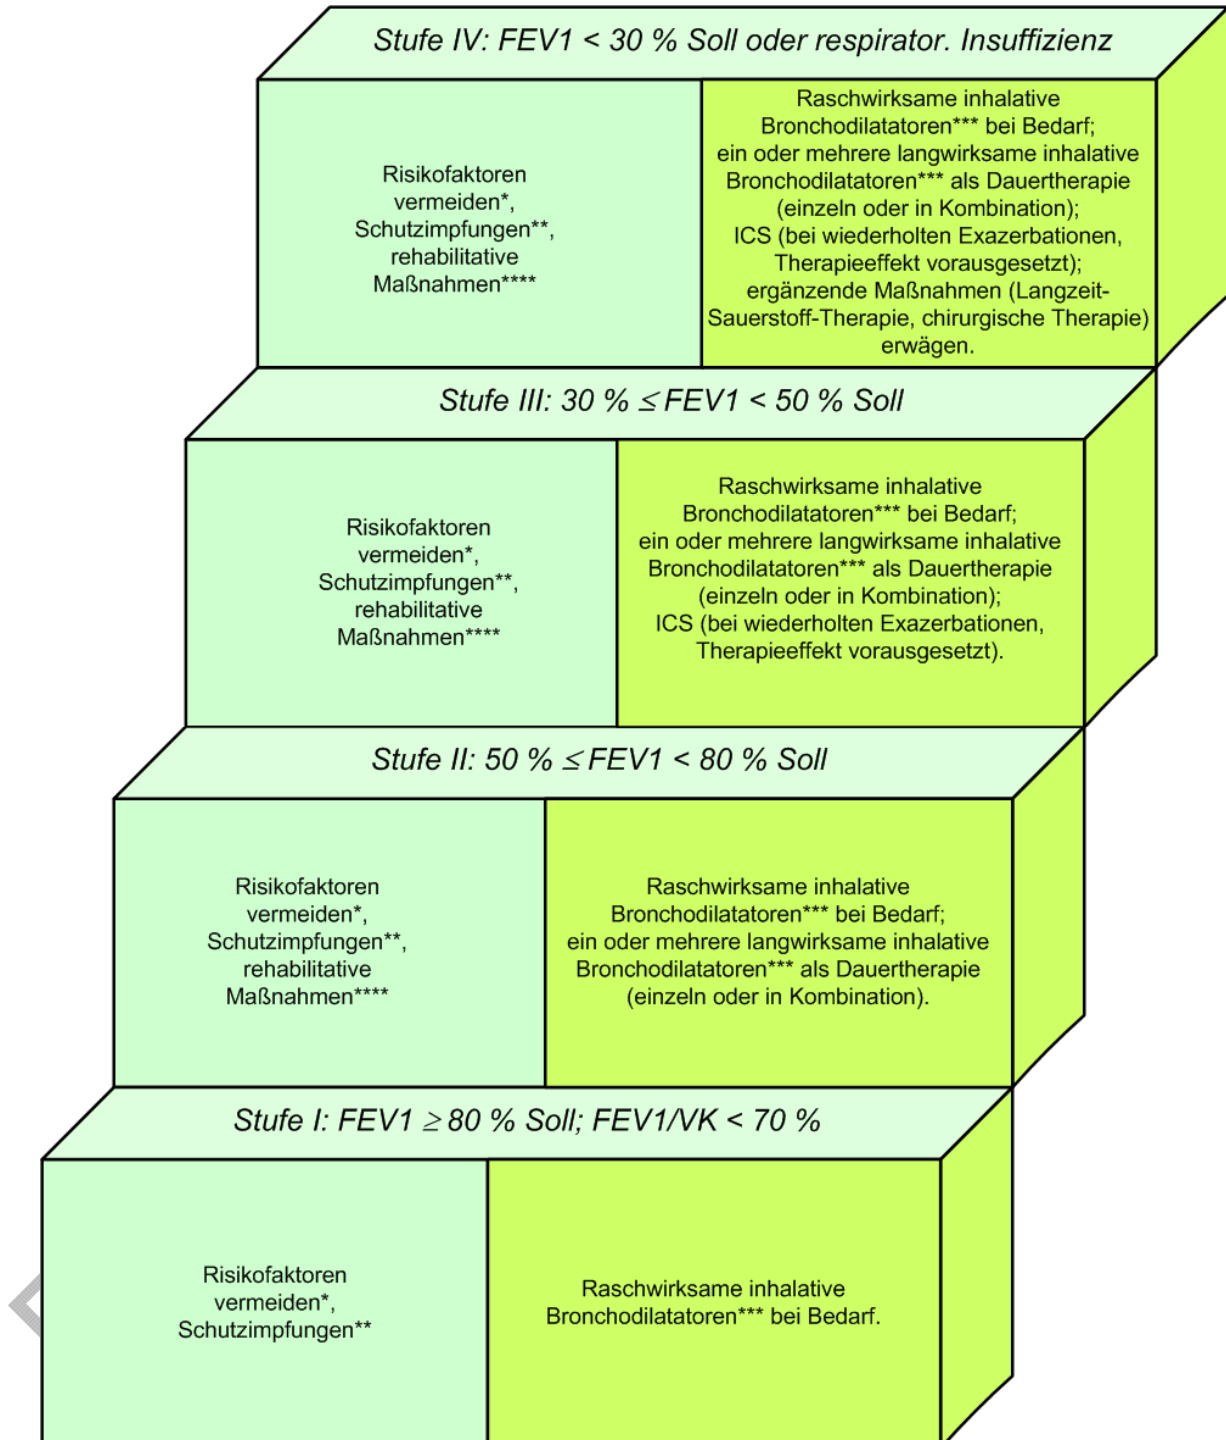 Stufe IV: FEV1 < 30 % Soll oder respirator. Insuffizienz
Risikofaktoren
vermeiden*,
Schutzimpfungen**,
rehabilitative
Maßnahmen****
Raschwirksame inhalative
Bronchodilatatoren*** bei Bedarf;
ein oder mehrere langwirksame inhalative
Bronchodilatatoren*** als Dauertherapie
(einzeln oder in Kombination);
ICS (bei wiederholten Exazerbationen,
Therapieeffekt vorausgesetzt);
ergänzende Maßnahmen (Langzeit-
Sauerstoff-Therapie, chirurgische Therapie)
erwägen.
Stufe III: 30 % ≤ FEV1 < 50 % Soll
Risikofaktoren
vermeiden*,
Schutzimpfungen**,
rehabilitative
Maßnahmen****
Raschwirksame inhalative
Bronchodilatatoren*** bei Bedarf;
ein oder mehrere langwirksame inhalative
Bronchodilatatoren*** als Dauertherapie
(einzeln oder in Kombination);
ICS (bei wiederholten Exazerbationen,
Therapieeffekt vorausgesetzt).
Stufe II: 50 % ≤ FEV1 < 80 % Soll
Risikofaktoren
vermeiden*,
Schutzimpfungen**,
rehabilitative
Maßnahmen****
Raschwirksame inhalative
Bronchodilatatoren*** bei Bedarf;
ein oder mehrere langwirksame inhalative
Bronchodilatatoren*** als Dauertherapie
(einzeln oder in Kombination).
Stufe I: FEV1 ≥ 80 % Soll; FEV1/VK < 70 %
Risikofaktoren
vermeiden*,
Schutzimpfungen**
Raschwirksame inhalative
Bronchodilatatoren*** bei Bedarf.